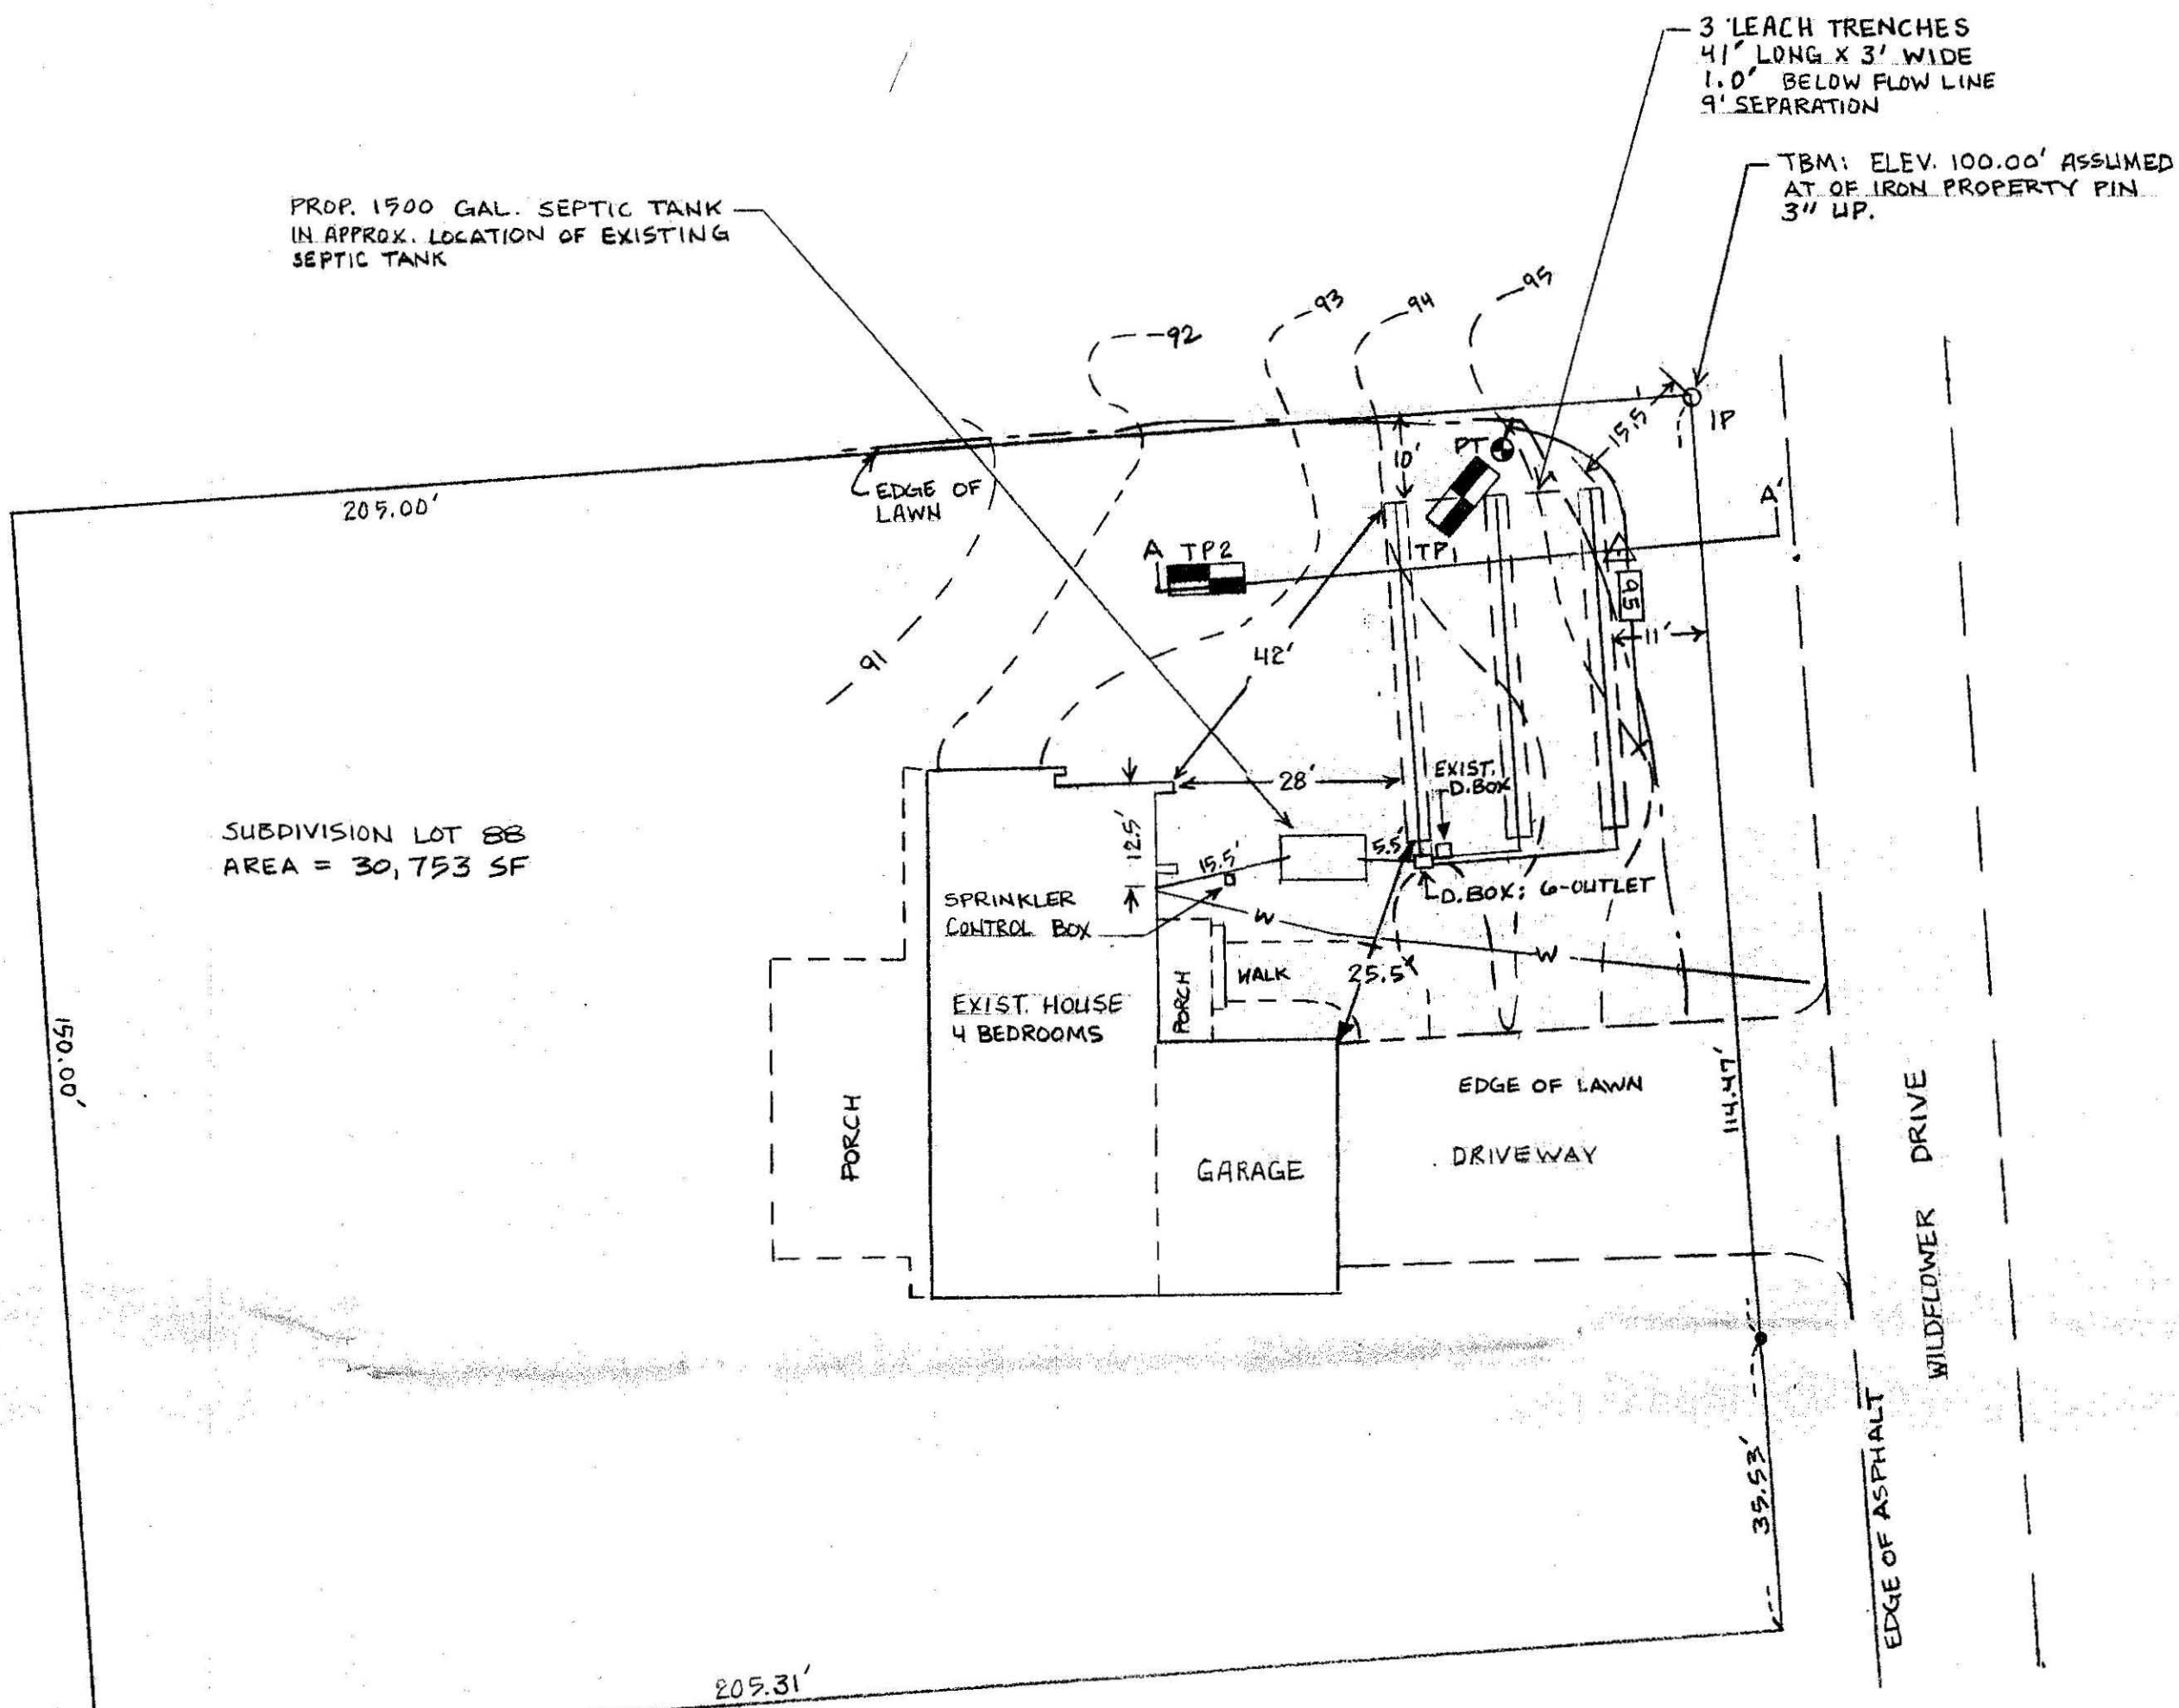 3 LEACH TRENCHES
41' LONG X 3' WIDE
1.0' BELOW FLOW LINE
9' SEPARATION
TBM: ELEV. 100.00' ASSUMED
AT OF IRON PROPERTY PIN
3" UP.
PROP. 1500 GAL. SEPTIC TANK
IN APPROX. LOCATION OF EXISTING
SEPTIC TANK
95
93
94
92
15.5'
IP
PT
10'
205.00'
EDGE OF
LAWN
A'
A TP2
TP1
95
11'
91
42'
28'
EXIST.
D.BOX
SUBDIVISION LOT 88
AREA = 30,753 SF
12.5'
15.5'
5.5'
D.BOX: 6-OUTLET
SPRINKLER
CONTROL BOX
W
W
PORCH
WALK
25.5'
EXIST. HOUSE
4 BEDROOMS
150.00'
114.47'
EDGE OF LAWN
DRIVEWAY
PORCH
GARAGE
WILDFLOWER DRIVE
EDGE OF ASPHALT
35.53'
205.31'